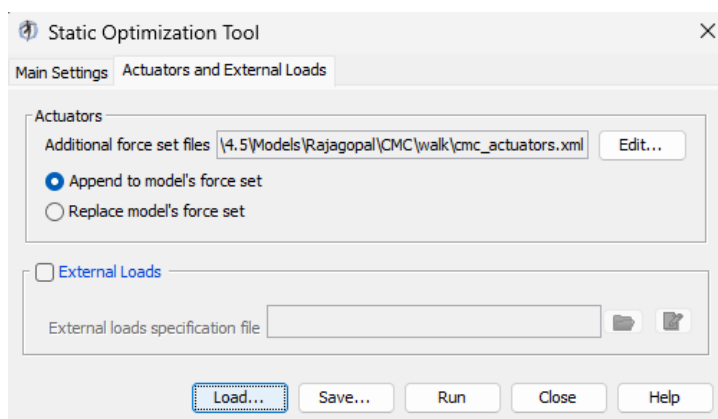 Static Optimization Tool
Main Settings Actuators and External Loads
Actuators
Additional force set files \4.5\Models\Rajagopal\CMC\walk\cmc_actuators.xml Edit...
Append to model's force set
Replace model's force set
External Loads
External loads specification file
Load... Save... Run Close Help